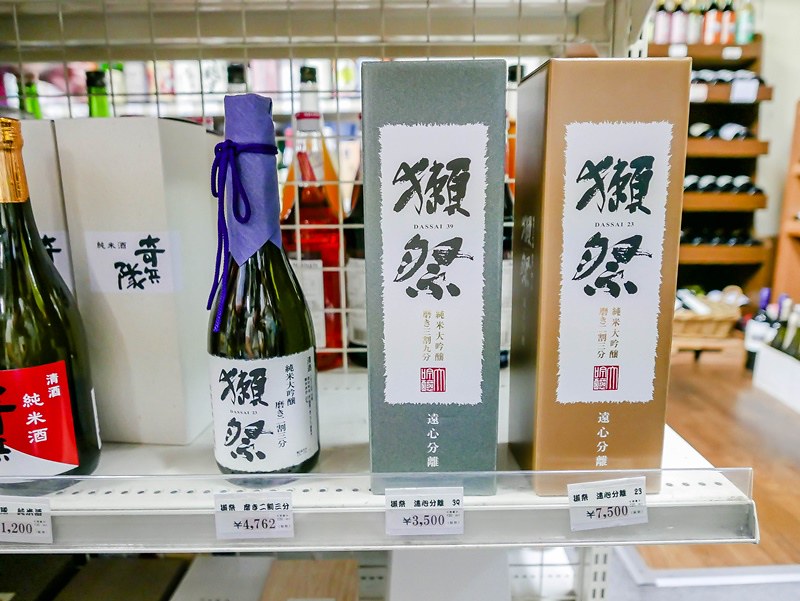 清酒
純米酒
純米酒
奇兵隊
純米大吟醸
磨き二割三分
獺祭
DASSAI 23
獺祭
DASSAI 39
純米大吟醸
磨き三割九分
遠心分離
獺祭
DASSAI 23
純米大吟醸
磨き二割三分
遠心分離
純米酒
1,200
獺祭 磨き二割三分
¥4,762
獺祭 遠心分離 39
¥3,500
獺祭 遠心分離 23
¥7,500